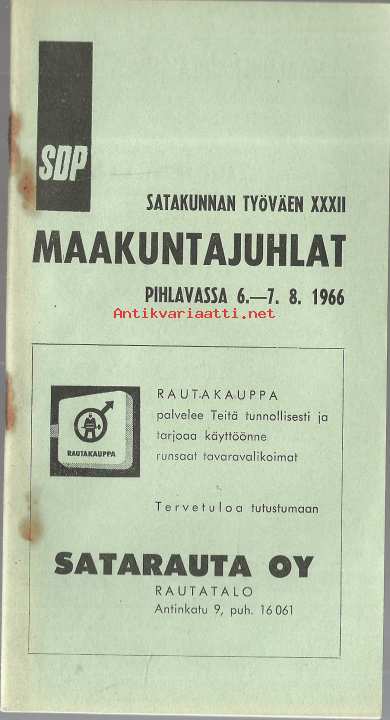 SDP
SATAKUNNAN TYÖVÄEN XXXII
MAAKUNTAJUHLAT
PIHLAVASSA 6.—7. 8. 1966
Antikvariaatti.net
RAUTAKAUPPA
RAUTAKAUPPA
palvelee Teitä tunnollisesti ja
tarjoaa käyttöönne
runsaat tavaravalikoimat
Tervetuloa tutustumaan
SATARAUTA OY
RAUTATALO
Antinkatu 9, puh. 16 061